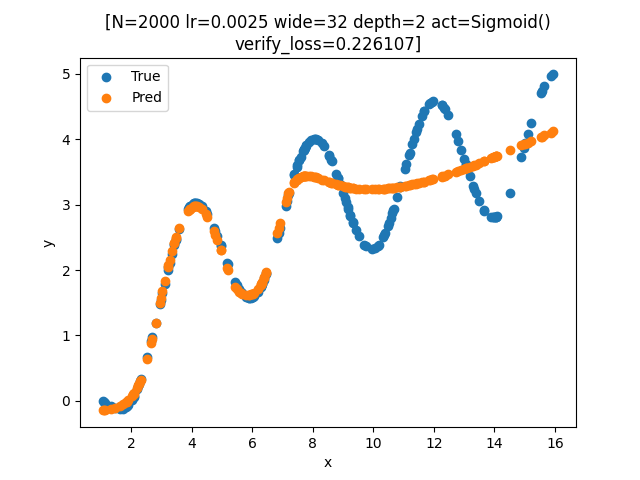 [N=2000 lr=0.0025 wide=32 depth=2 act=Sigmoid()
verify_loss=0.226107]
True
Pred
5
4
3
2
1
0
y
2 4 6 8 10 12 14 16
x